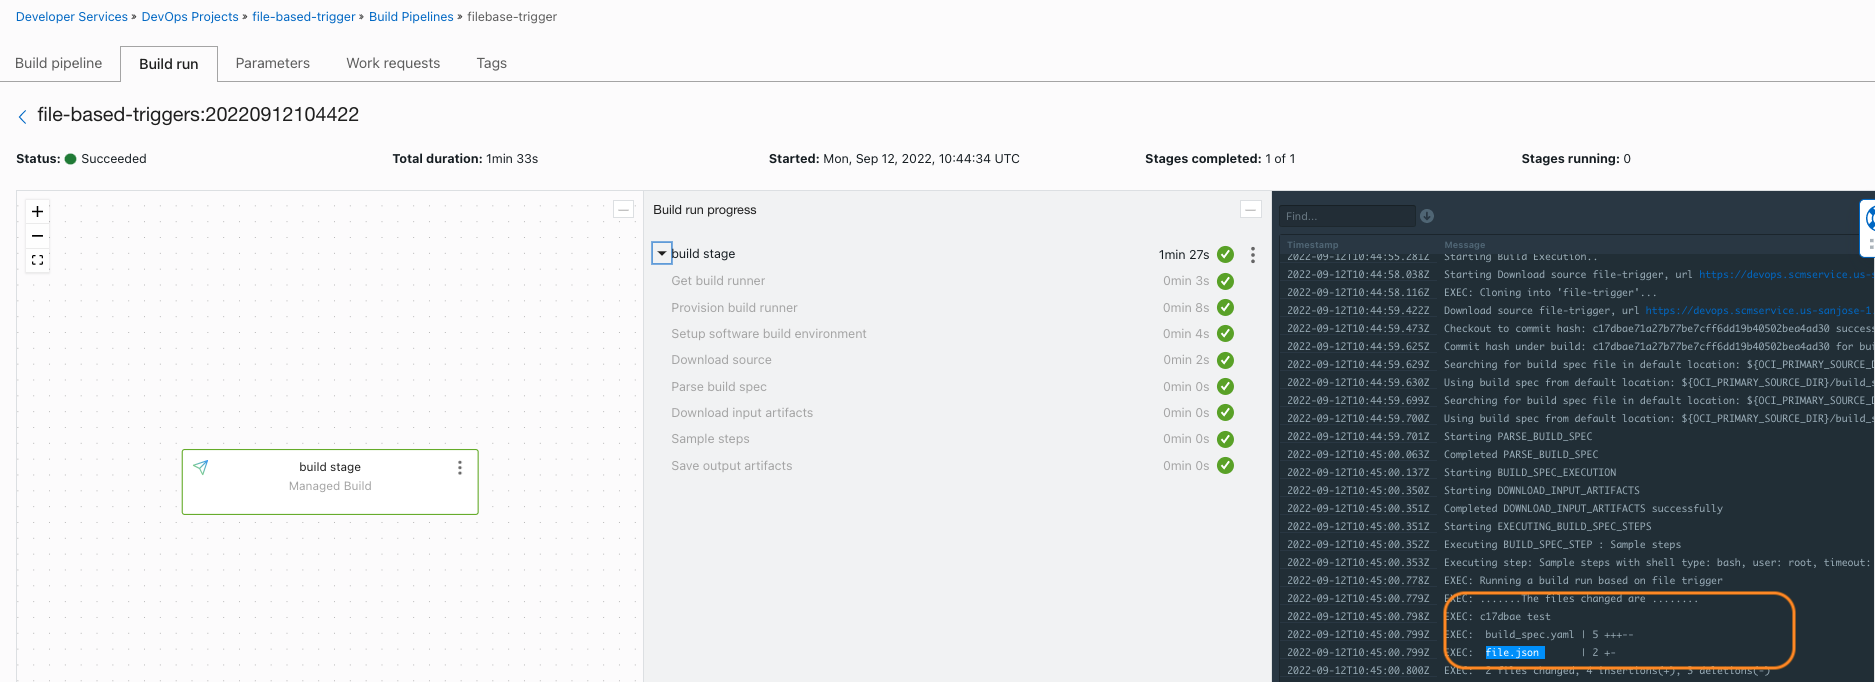 Developer Services » DevOps Projects » file-based-trigger » Build Pipelines » filebase-trigger
Build pipeline
Build run
Parameters
Work requests
Tags
file-based-triggers:20220912104422
Status: Succeeded
Total duration: 1min 33s
Started: Mon, Sep 12, 2022, 10:44:34 UTC
Stages completed: 1 of 1
Stages running: 0
build stage
Managed Build
Build run progress
build stage 1min 27s
Get build runner 0min 3s
Provision build runner 0min 8s
Setup software build environment 0min 4s
Download source 0min 2s
Parse build spec 0min 0s
Download input artifacts 0min 0s
Sample steps 0min 0s
Save output artifacts 0min 0s
Find...
Timestamp Message
2022-09-12T10:44:55.281Z Starting Build Execution..
2022-09-12T10:44:58.038Z Starting Download source file-trigger, url https://devops.scmservice.us-s
2022-09-12T10:44:58.116Z EXEC: Cloning into 'file-trigger'...
2022-09-12T10:44:59.422Z Download source file-trigger, url https://devops.scmservice.us-sanjose-1
2022-09-12T10:44:59.473Z Checkout to commit hash: c17dbae71a27b77be7cff6dd19b40502bea4ad30 success
2022-09-12T10:44:59.625Z Commit hash under build: c17dbae71a27b77be7cff6dd19b40502bea4ad30 for bui
2022-09-12T10:44:59.629Z Searching for build spec file in default location: ${OCI_PRIMARY_SOURCE_D
2022-09-12T10:44:59.630Z Using build spec from default location: ${OCI_PRIMARY_SOURCE_DIR}/build_s
2022-09-12T10:44:59.699Z Searching for build spec file in default location: ${OCI_PRIMARY_SOURCE_D
2022-09-12T10:44:59.700Z Using build spec from default location: ${OCI_PRIMARY_SOURCE_DIR}/build_s
2022-09-12T10:44:59.701Z Starting PARSE_BUILD_SPEC
2022-09-12T10:45:00.063Z Completed PARSE_BUILD_SPEC
2022-09-12T10:45:00.137Z Starting BUILD_SPEC_EXECUTION
2022-09-12T10:45:00.350Z Starting DOWNLOAD_INPUT_ARTIFACTS
2022-09-12T10:45:00.351Z Completed DOWNLOAD_INPUT_ARTIFACTS successfully
2022-09-12T10:45:00.351Z Starting EXECUTING_BUILD_SPEC_STEPS
2022-09-12T10:45:00.352Z Executing BUILD_SPEC_STEP : Sample steps
2022-09-12T10:45:00.353Z Executing step: Sample steps with shell type: bash, user: root, timeout:
2022-09-12T10:45:00.778Z EXEC: Running a build run based on file trigger
2022-09-12T10:45:00.779Z EXEC: .......The files changed are ........
2022-09-12T10:45:00.798Z EXEC: c17dbae test
2022-09-12T10:45:00.799Z EXEC: build_spec.yaml | 5 +++--
2022-09-12T10:45:00.799Z EXEC: file.json | 2 +-
2022-09-12T10:45:00.800Z EXEC: 2 files changed, 4 insertions(+), 3 deletions(-)